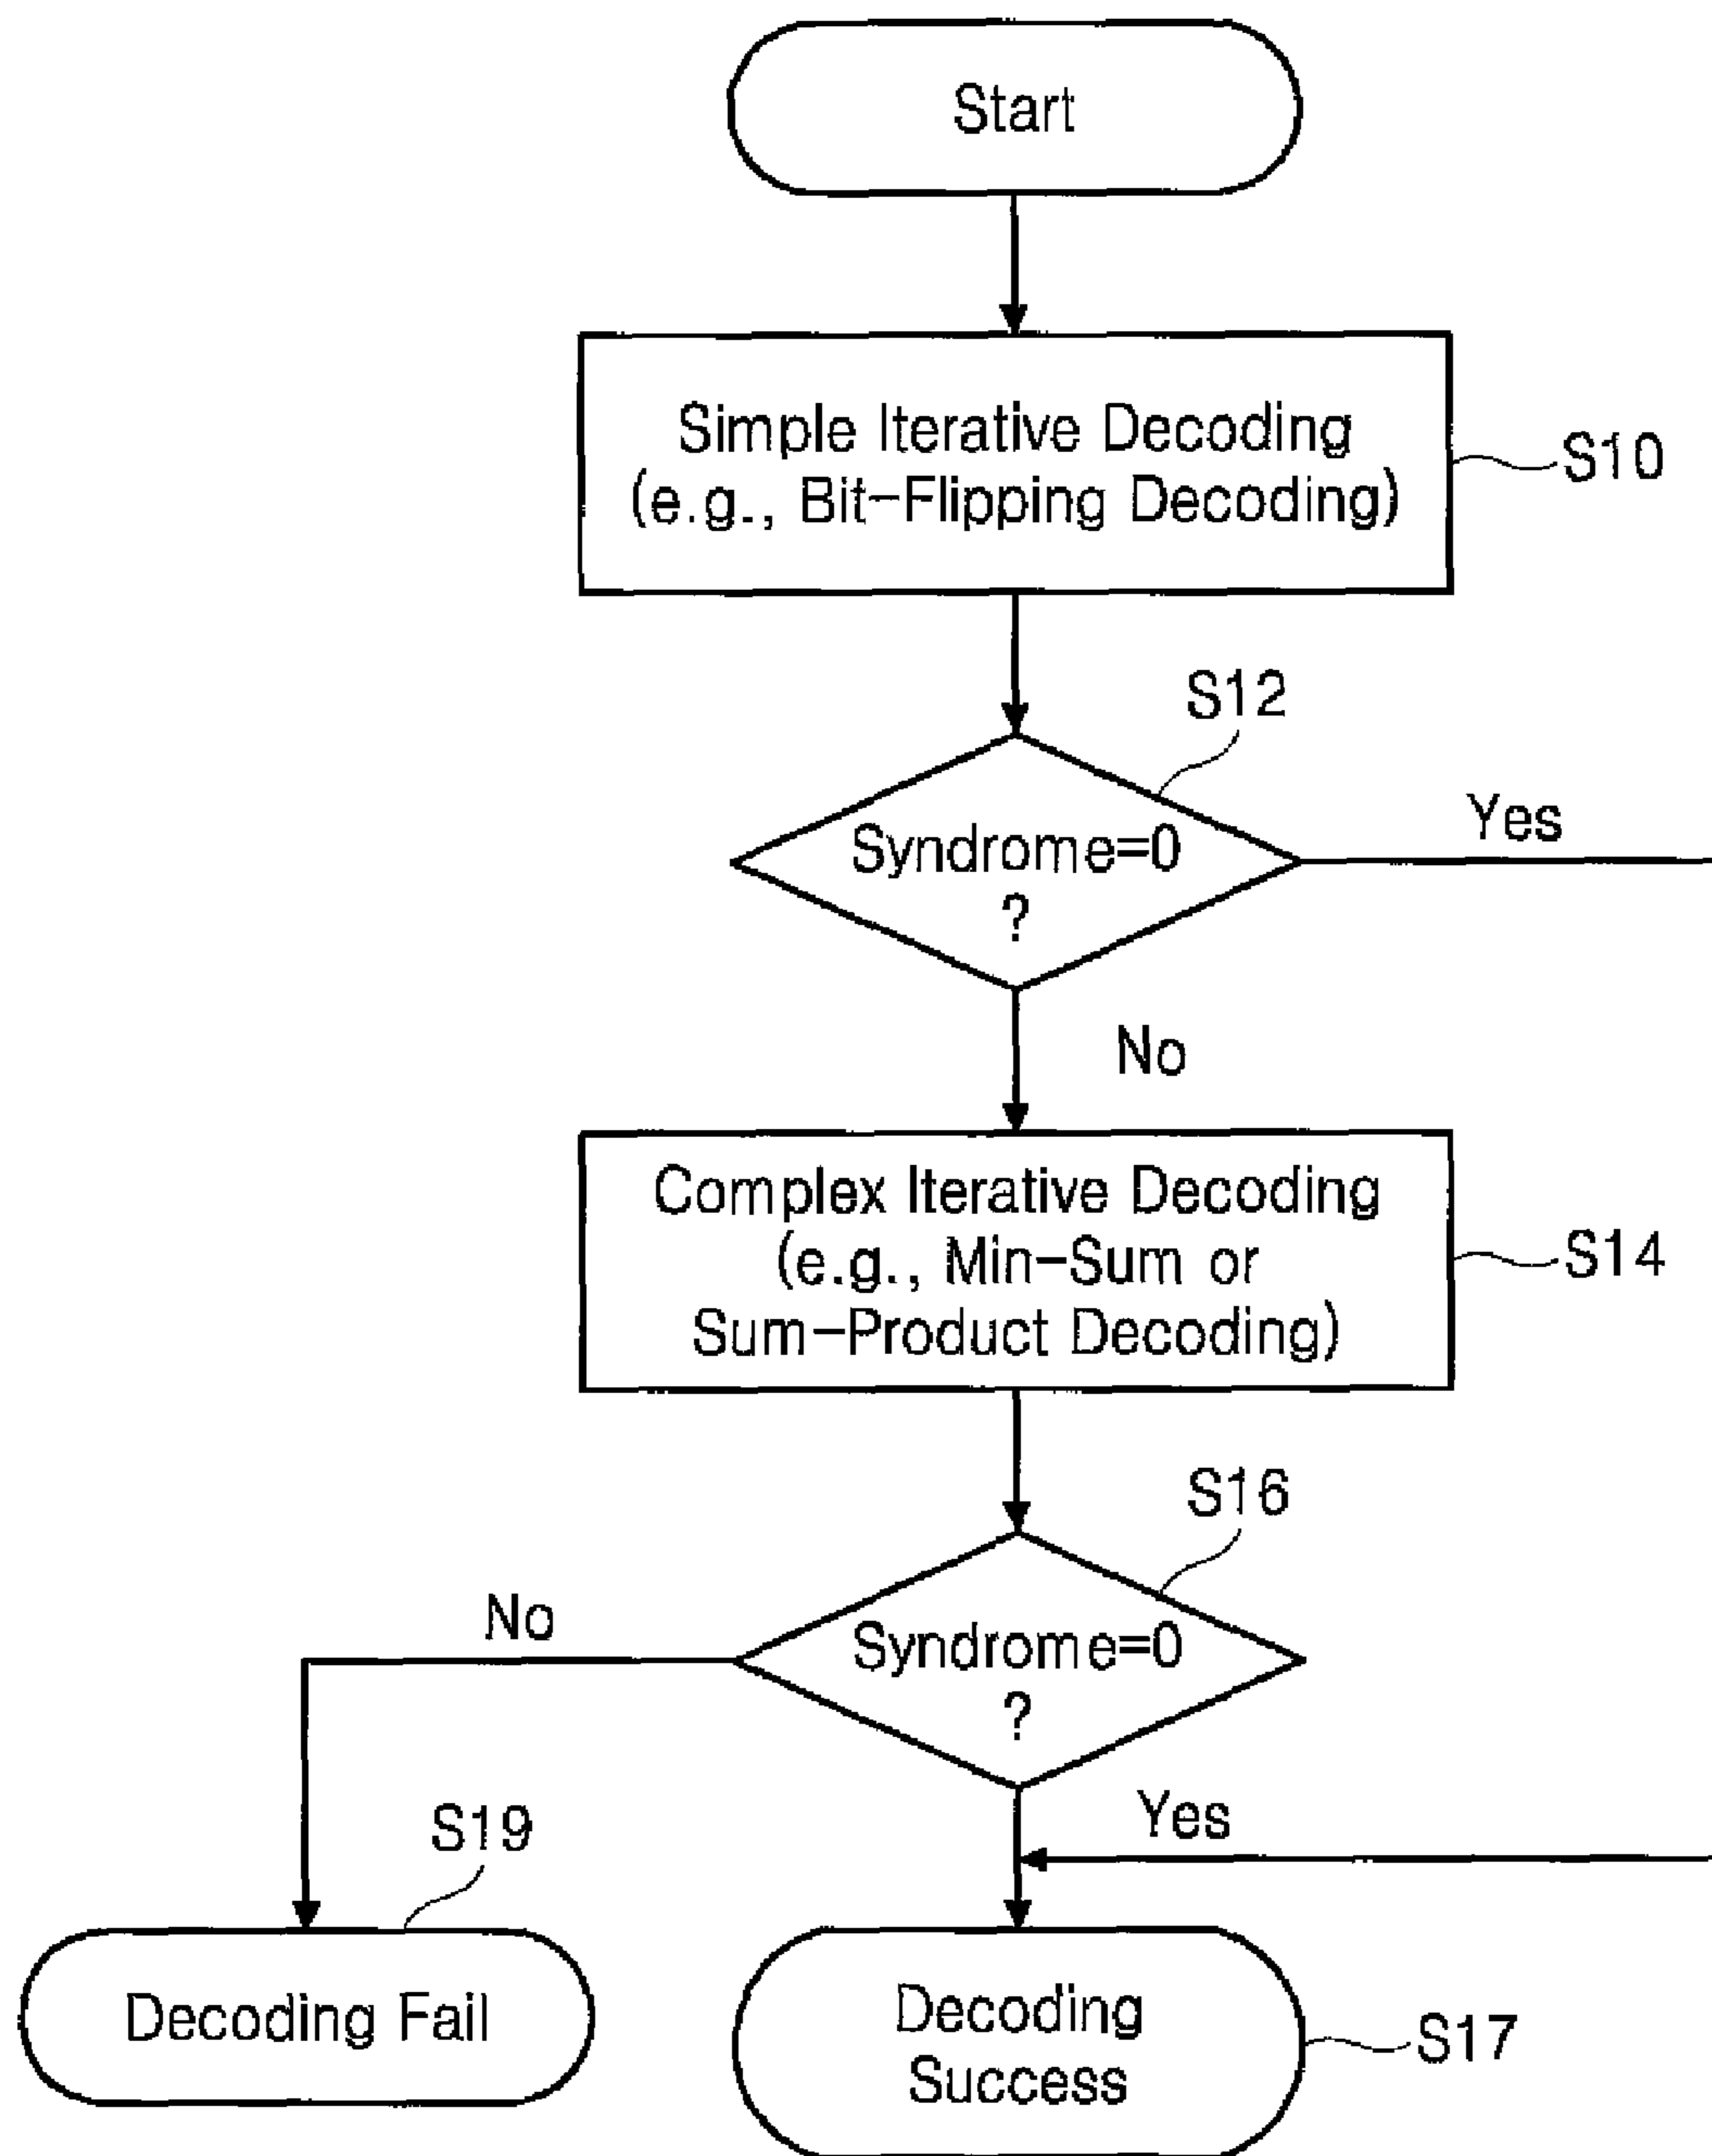 Start
Simple Iterative Decoding
(e.g., Bit-Flipping Decoding)
S10
S12
Syndrome=0
?
Yes
No
Complex Iterative Decoding
(e.g., Min-Sum or
Sum-Product Decoding)
S14
S16
Syndrome=0
?
No
Yes
S19
Decoding Fail
Decoding
Success
S17